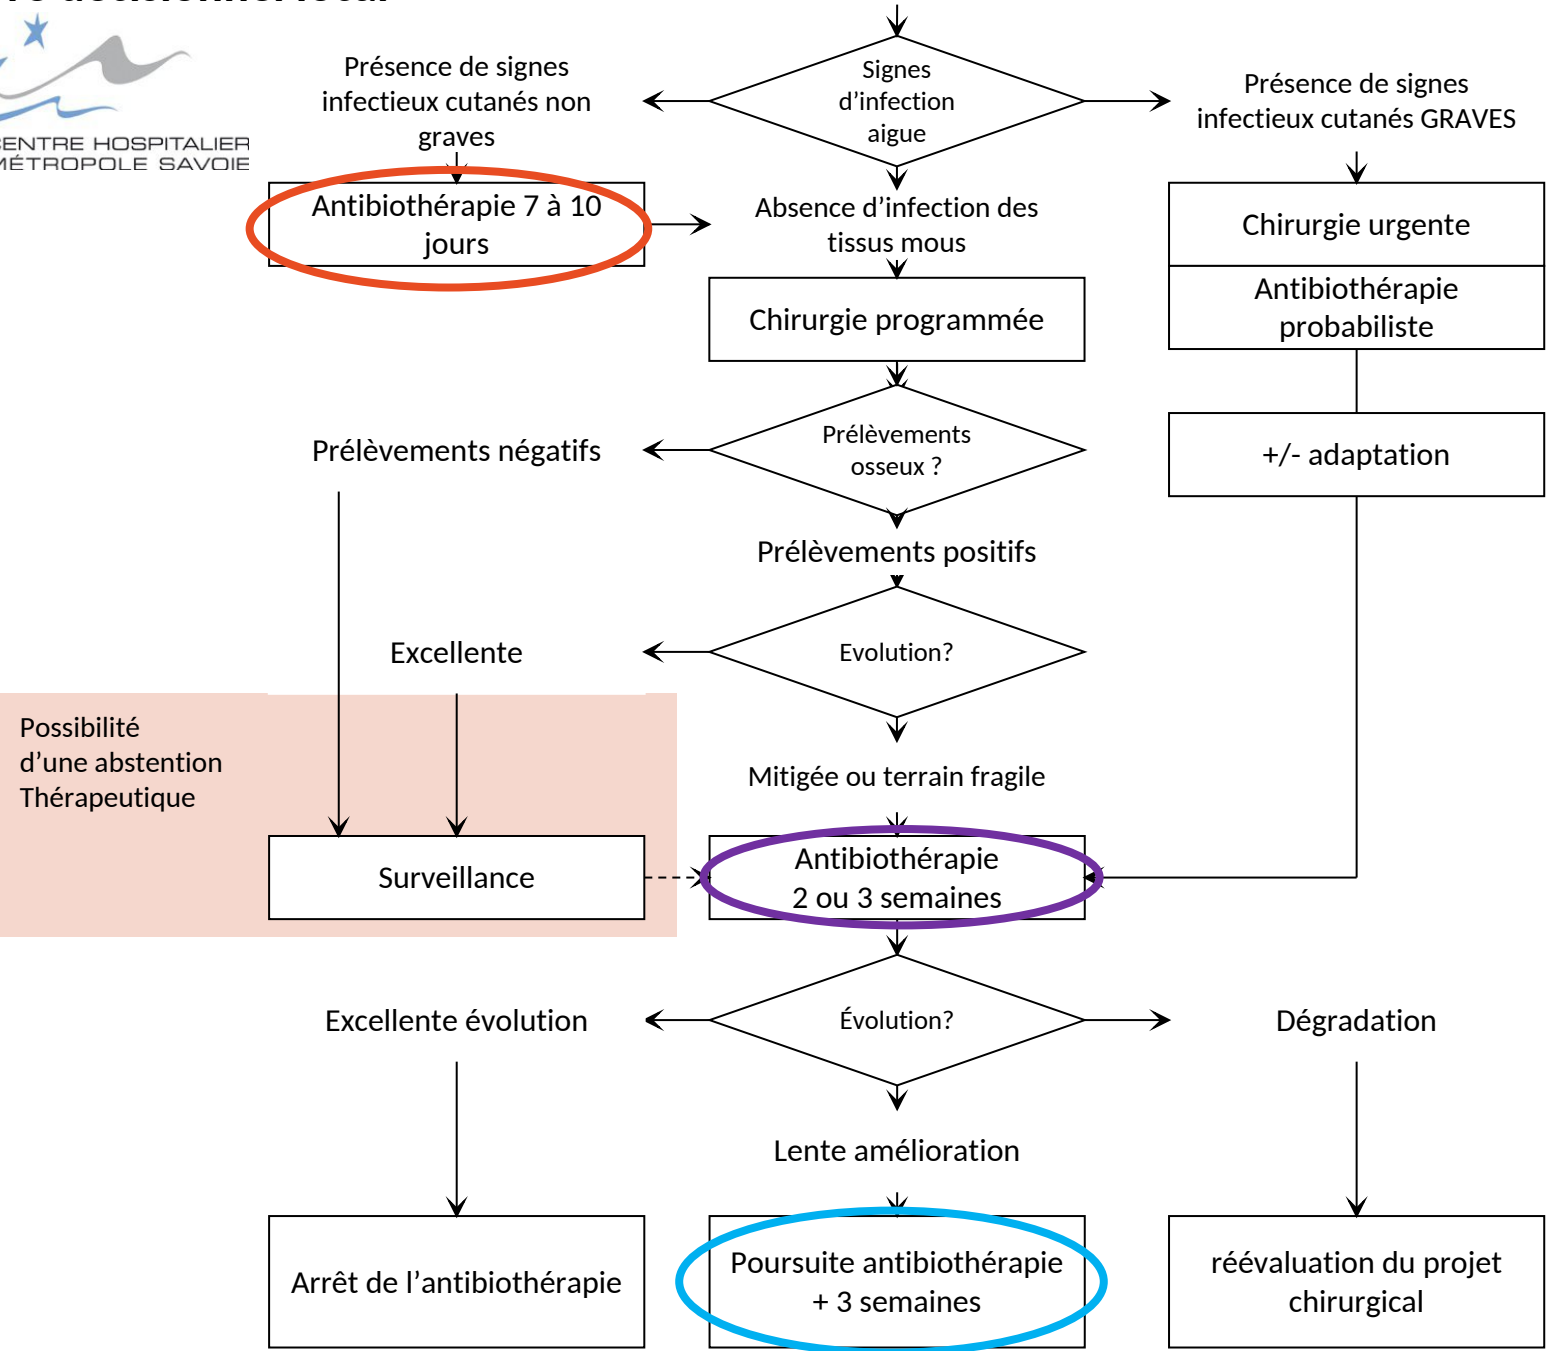 décisionnel local
Signes
d’infection
aigue
Présence de signes
infectieux cutanés non
graves
Présence de signes
infectieux cutanés GRAVES
CENTRE HOSPITALIER
MÉTROPOLE SAVOIE
Antibiothérapie 7 à 10
jours
Absence d’infection des
tissus mous
Chirurgie urgente
Antibiothérapie
probabiliste
Chirurgie programmée
Prélèvements négatifs
Prélèvements
osseux ?
+/- adaptation
Prélèvements positifs
Excellente
Evolution?
Possibilité
d’une abstention
Thérapeutique
Mitigée ou terrain fragile
Surveillance
Antibiothérapie
2 ou 3 semaines
Excellente évolution
Évolution?
Dégradation
Lente amélioration
Arrêt de l’antibiothérapie
Poursuite antibiothérapie
+ 3 semaines
réévaluation du projet
chirurgical